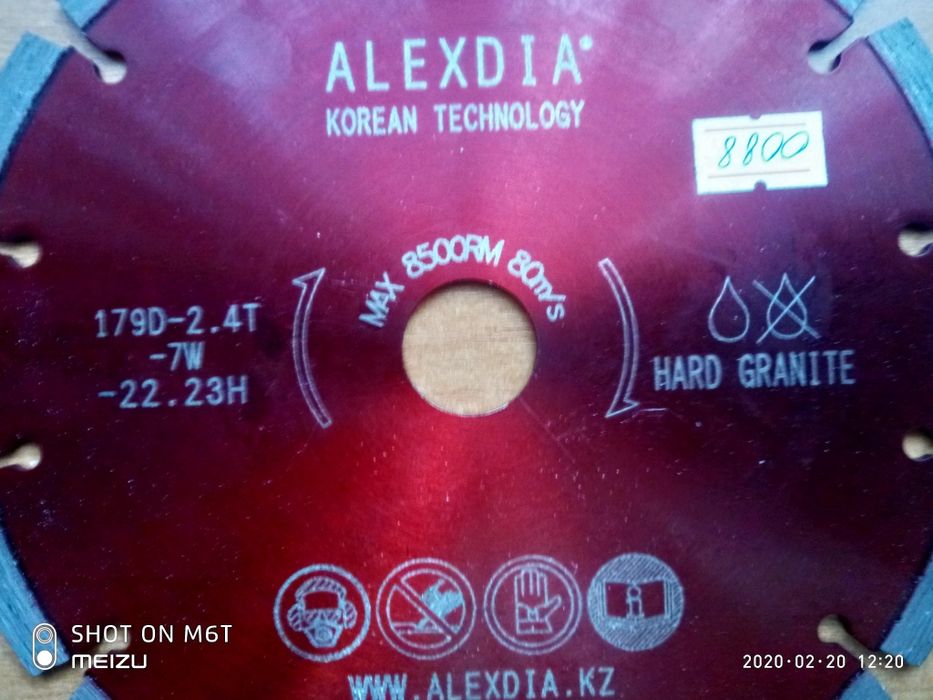 ALEXDIA®
KOREAN TECHNOLOGY
8800
MAX 8500RM 80m/s
179D-2.4T
-7W
-22.23H
HARD GRANITE
WWW.ALEXDIA.KZ
SHOT ON M6T
MEIZU
2020·02·20 12:20